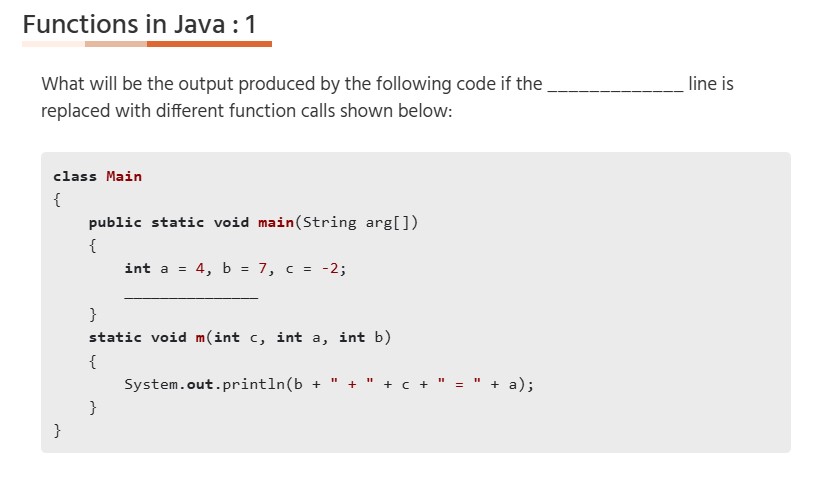 Functions in Java : 1
What will be the output produced by the following code if the _____________ line is
replaced with different function calls shown below:
class Main
{
    public static void main(String arg[])
    {
        int a = 4, b = 7, c = -2;
        _______________
    }
    static void m(int c, int a, int b)
    {
        System.out.println(b + " + " + c + " = " + a);
    }
}